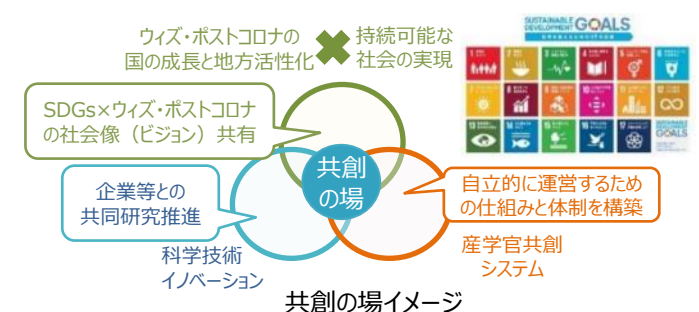 ウィズ・ポストコロナの
国の成長と地方活性化
✖
持続可能な
社会の実現
SUSTAINABLE
DEVELOPMENT GOALS
SDGs×ウィズ・ポストコロナ
の社会像（ビジョン）共有
共創
の場
企業等との
共同研究推進
自立的に運営するため
の仕組みと体制を構築
科学技術
イノベーション
産学官共創
システム
共創の場イメージ
SUSTAINABLE
DEVELOPMENT
GOALS